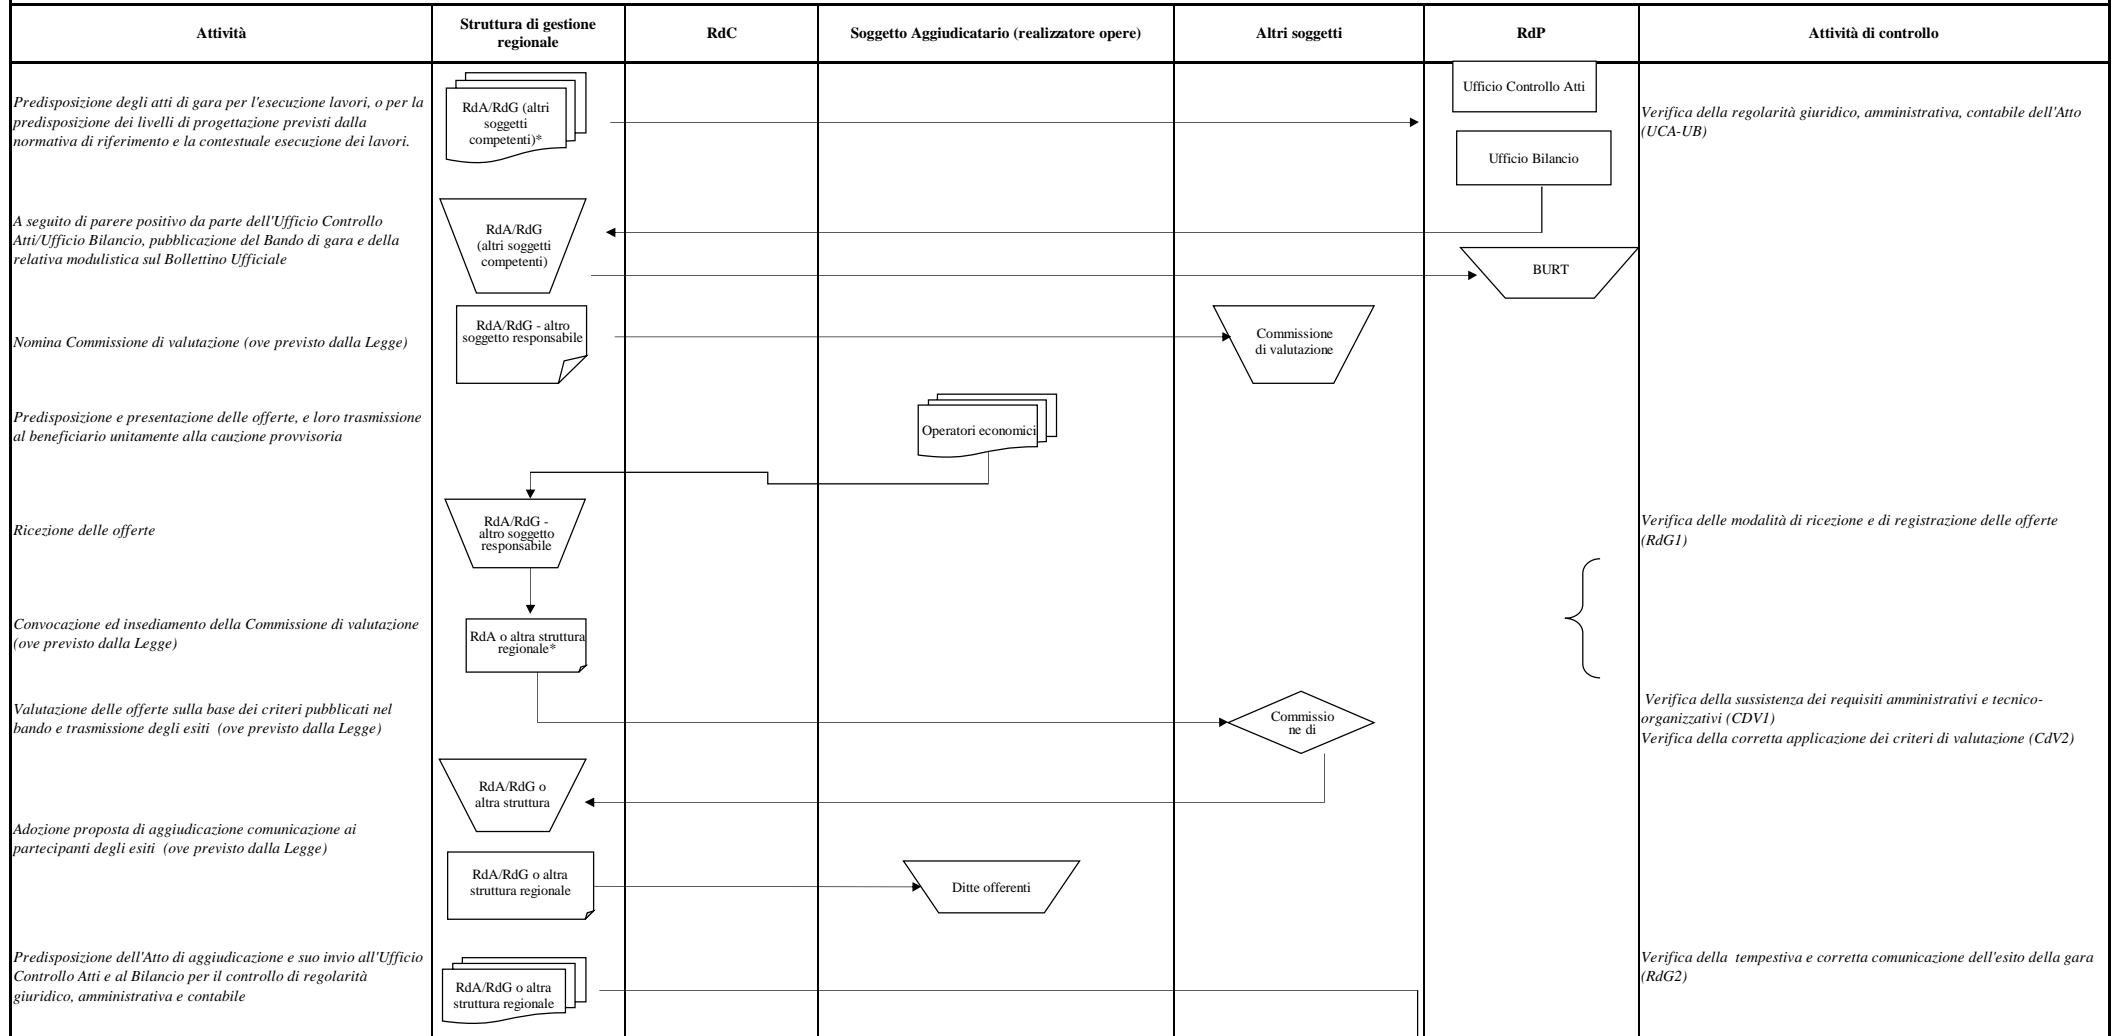 Attività
Struttura di gestione
regionale
RdC
Soggetto Aggiudicatario (realizzatore opere)
Altri soggetti
RdP
Attività di controllo
Predisposizione degli atti di gara per l'esecuzione lavori, o per la
predisposizione dei livelli di progettazione previsti dalla
normativa di riferimento e la contestuale esecuzione dei lavori.
RdA/RdG (altri
soggetti
competenti)*
Ufficio Controllo Atti
Ufficio Bilancio
Verifica della regolarità giuridico, amministrativa, contabile dell'Atto
(UCA-UB)
A seguito di parere positivo da parte dell'Ufficio Controllo
Atti/Ufficio Bilancio, pubblicazione del Bando di gara e della
relativa modulistica sul Bollettino Ufficiale
RdA/RdG
(altri soggetti
competenti)
BURT
Nomina Commissione di valutazione (ove previsto dalla Legge)
RdA/RdG - altro
soggetto responsabile
Commissione
di valutazione
Predisposizione e presentazione delle offerte, e loro trasmissione
al beneficiario unitamente alla cauzione provvisoria
Operatori economici
Ricezione delle offerte
RdA/RdG -
altro soggetto
responsabile
Verifica delle modalità di ricezione e di registrazione delle offerte
(RdG1)
Convocazione ed insediamento della Commissione di valutazione
(ove previsto dalla Legge)
RdA o altra struttura
regionale*
Valutazione delle offerte sulla base dei criteri pubblicati nel
bando e trasmissione degli esiti  (ove previsto dalla Legge)
Commissio
ne di
Verifica della sussistenza dei requisiti amministrativi e tecnico-
organizzativi (CDV1)
Verifica della corretta applicazione dei criteri di valutazione (CdV2)
RdA/RdG o
altra struttura
Adozione proposta di aggiudicazione comunicazione ai
partecipanti degli esiti  (ove previsto dalla Legge)
RdA/RdG o altra
struttura regionale
Ditte offerenti
Predisposizione dell'Atto di aggiudicazione e suo invio all'Ufficio
Controllo Atti e al Bilancio per il controllo di regolarità
giuridico, amministrativa e contabile
RdA/RdG o altra
struttura regionale
Verifica della  tempestiva e corretta comunicazione dell'esito della gara
(RdG2)